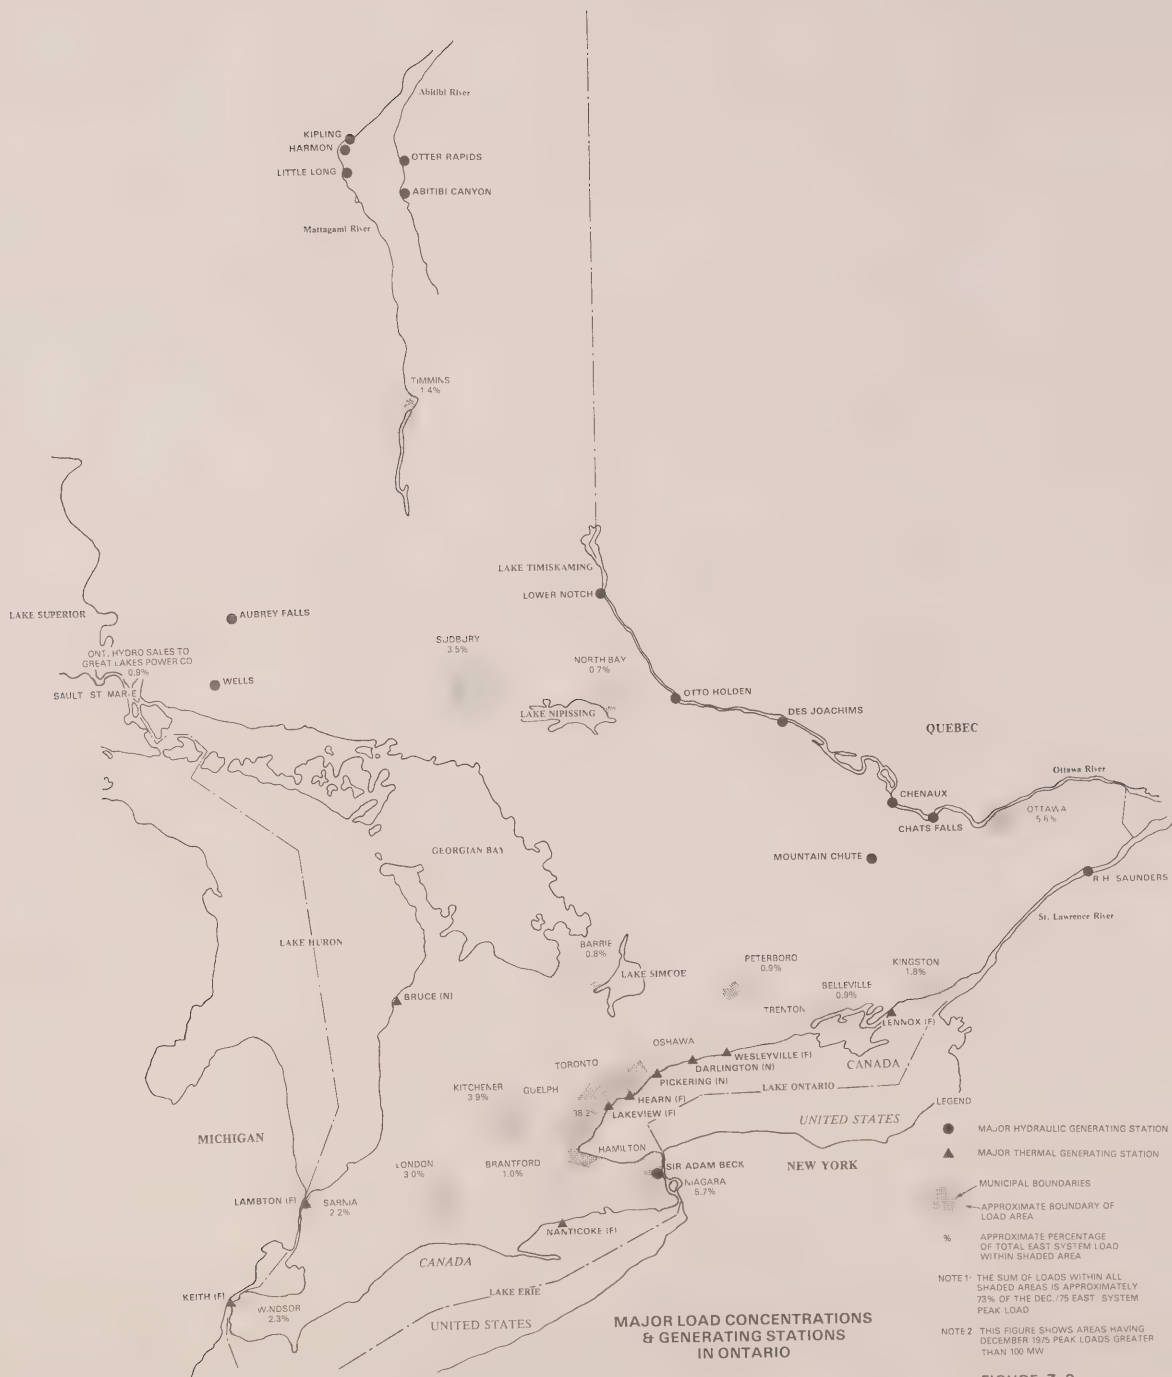 Abitibi River
KIPLING
HARMON
OTTER RAPIDS
LITTLE LONG
ABITIBI CANYON
Mattagami River
TIMMINS
1.4%
LAKE TIMISKAMING
LOWER NOTCH
LAKE SUPERIOR
AUBREY FALLS
SUDBURY
3.5%
ONT. HYDRO SALES TO
GREAT LAKES POWER CO
0.9%
NORTH BAY
0.7%
WELLS
SAULT ST MARIE
OTTO HOLDEN
LAKE NIPISSING
DES JOACHIMS
QUEBEC
Ottawa River
CHENAUX
OTTAWA
5.6%
CHATS FALLS
GEORGIAN BAY
MOUNTAIN CHUTE
R.H. SAUNDERS
St. Lawrence River
LAKE HURON
BARRIE
0.8%
LAKE SIMCOE
PETERBORO
0.9%
KINGSTON
1.8%
BELLEVILLE
0.9%
BRUCE (N)
TRENTON
LENNOX (F)
OSHAWA
WESLEYVILLE (F)
TORONTO
DARLINGTON (N)
CANADA
PICKERING (N)
KITCHENER
3.9%
GUELPH
LAKE ONTARIO
HEARN (F)
38.2%
LAKEVIEW (F)
UNITED STATES
MICHIGAN
HAMILTON
NEW YORK
LONDON
3.0%
BRANTFORD
1.0%
SIR ADAM BECK
NIAGARA
5.7%
LAMBTON (F)
SARNIA
2.2%
NANTICOKE (F)
CANADA
KEITH (F)
LAKE ERIE
WINDSOR
2.3%
UNITED STATES
LEGEND
MAJOR HYDRAULIC GENERATING STATION
MAJOR THERMAL GENERATING STATION
MUNICIPAL BOUNDARIES
APPROXIMATE BOUNDARY OF
LOAD AREA
% APPROXIMATE PERCENTAGE
OF TOTAL EAST SYSTEM LOAD
WITHIN SHADED AREA
NOTE 1- THE SUM OF LOADS WITHIN ALL
SHADED AREAS IS APPROXIMATELY
73% OF THE DEC./75 EAST SYSTEM
PEAK LOAD
NOTE 2 THIS FIGURE SHOWS AREAS HAVING
DECEMBER 1975 PEAK LOADS GREATER
THAN 100 MW
MAJOR LOAD CONCENTRATIONS
& GENERATING STATIONS
IN ONTARIO